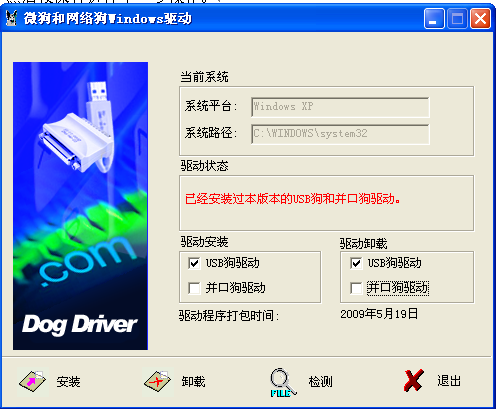 微狗和网络狗Windows驱动
当前系统
系统平台: Windows XP
系统路径: C:\WINDOWS\system32
驱动状态
已经安装过本版本的USB狗和并口狗驱动。
驱动安装
USB狗驱动
并口狗驱动
驱动卸载
USB狗驱动
并口狗驱动
.com
Dog Driver
驱动程序打包时间: 2009年5月19日
安装
卸载
FILE
检测
退出